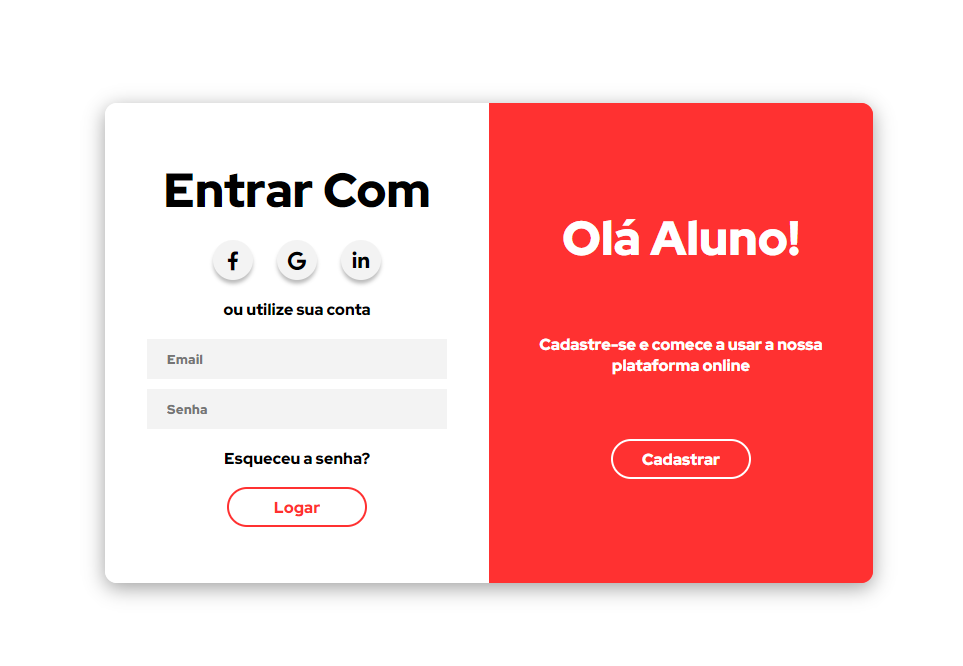 Entrar Com
f G in
ou utilize sua conta
Email
Senha
Esqueceu a senha?
Logar
Olá Aluno!
Cadastre-se e comece a usar a nossa
plataforma online
Cadastrar